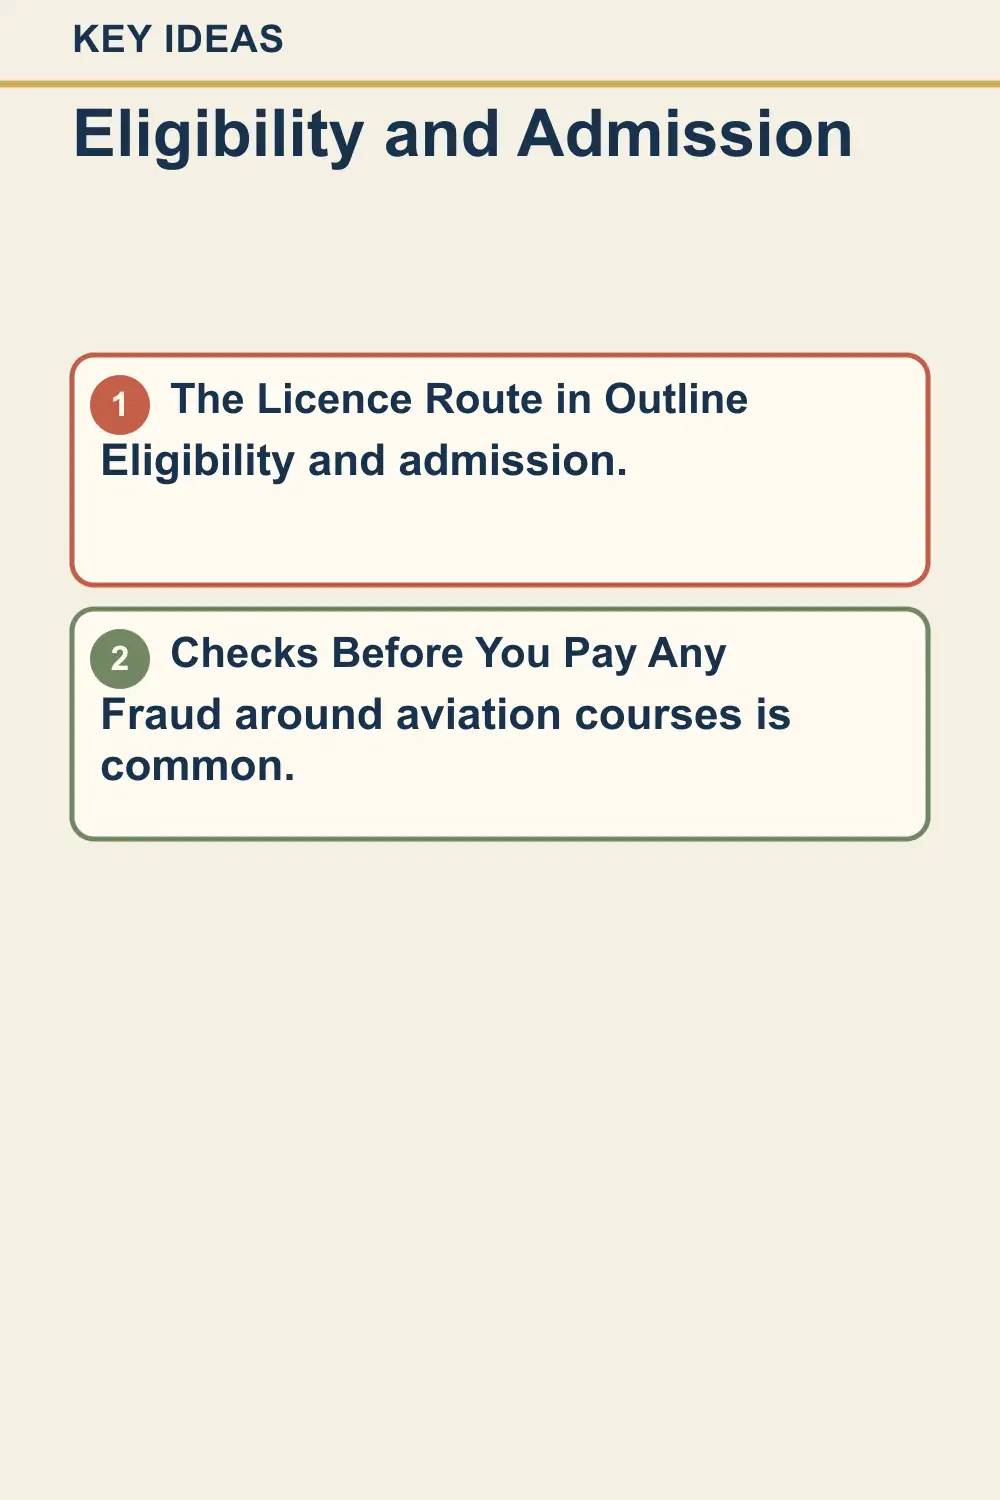 KEY IDEAS
Eligibility and Admission
1 The Licence Route in Outline
Eligibility and admission.
2 Checks Before You Pay Any
Fraud around aviation courses is
common.